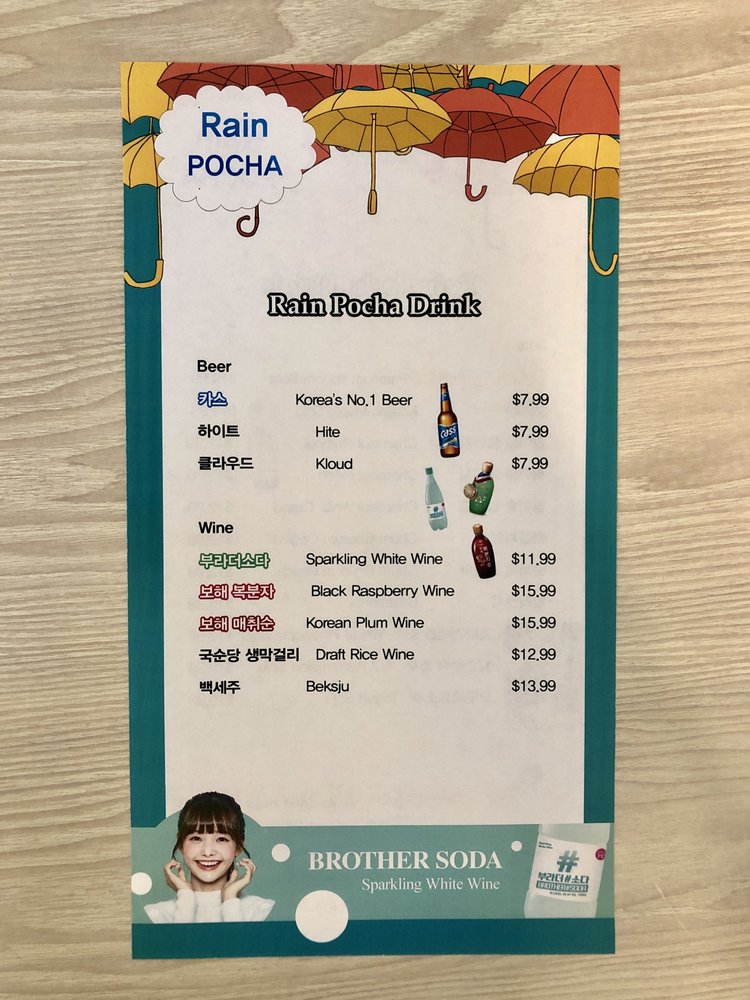 Rain
POCHA
Rain Pocha Drink
Beer
카스 Korea's No.1 Beer $7.99
Cass
하이트 Hite $7.99
클라우드 Kloud $7.99
Wine
부라더소다 Sparkling White Wine $11.99
보해 복분자 Black Raspberry Wine $15.99
보해 매취순 Korean Plum Wine $15.99
국순당 생막걸리 Draft Rice Wine $12.99
백세주 Beksju $13.99
BROTHER SODA
Sparkling White Wine
#
부라더#소다
BROTHER#SODA